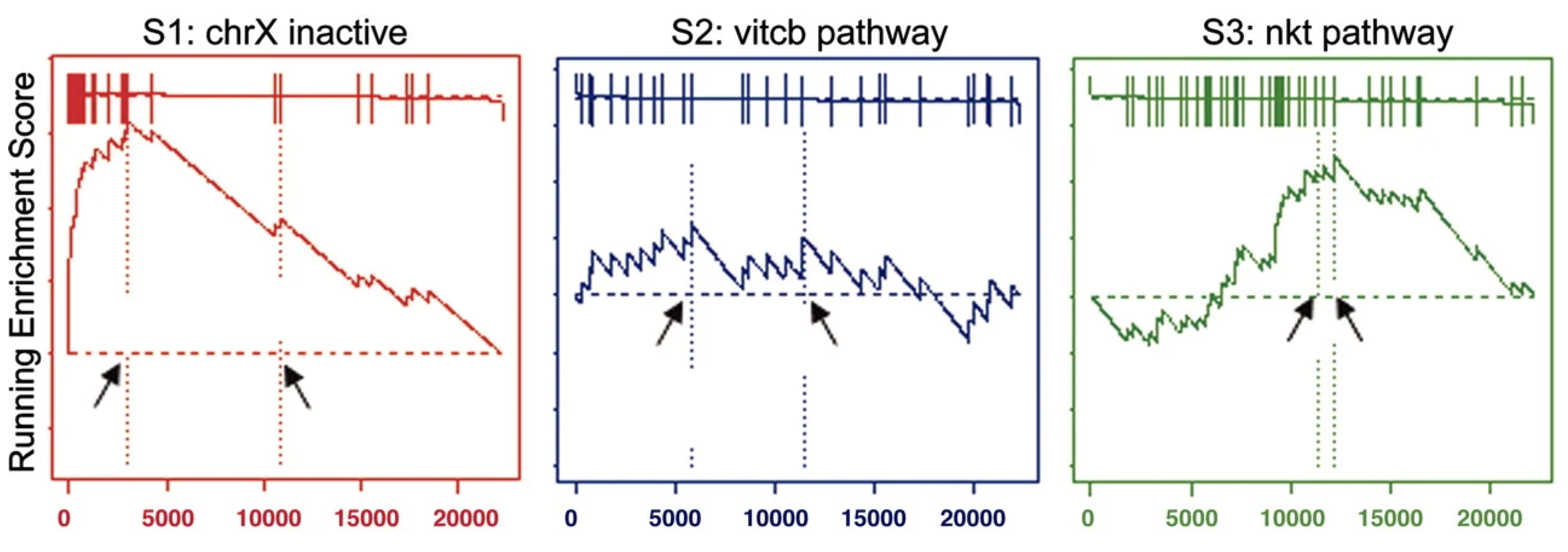 S1: chrX inactive
S2: vitcb pathway
S3: nkt pathway
Running Enrichment Score
0 5000 10000 15000 20000
0 5000 10000 15000 20000
0 5000 10000 15000 20000